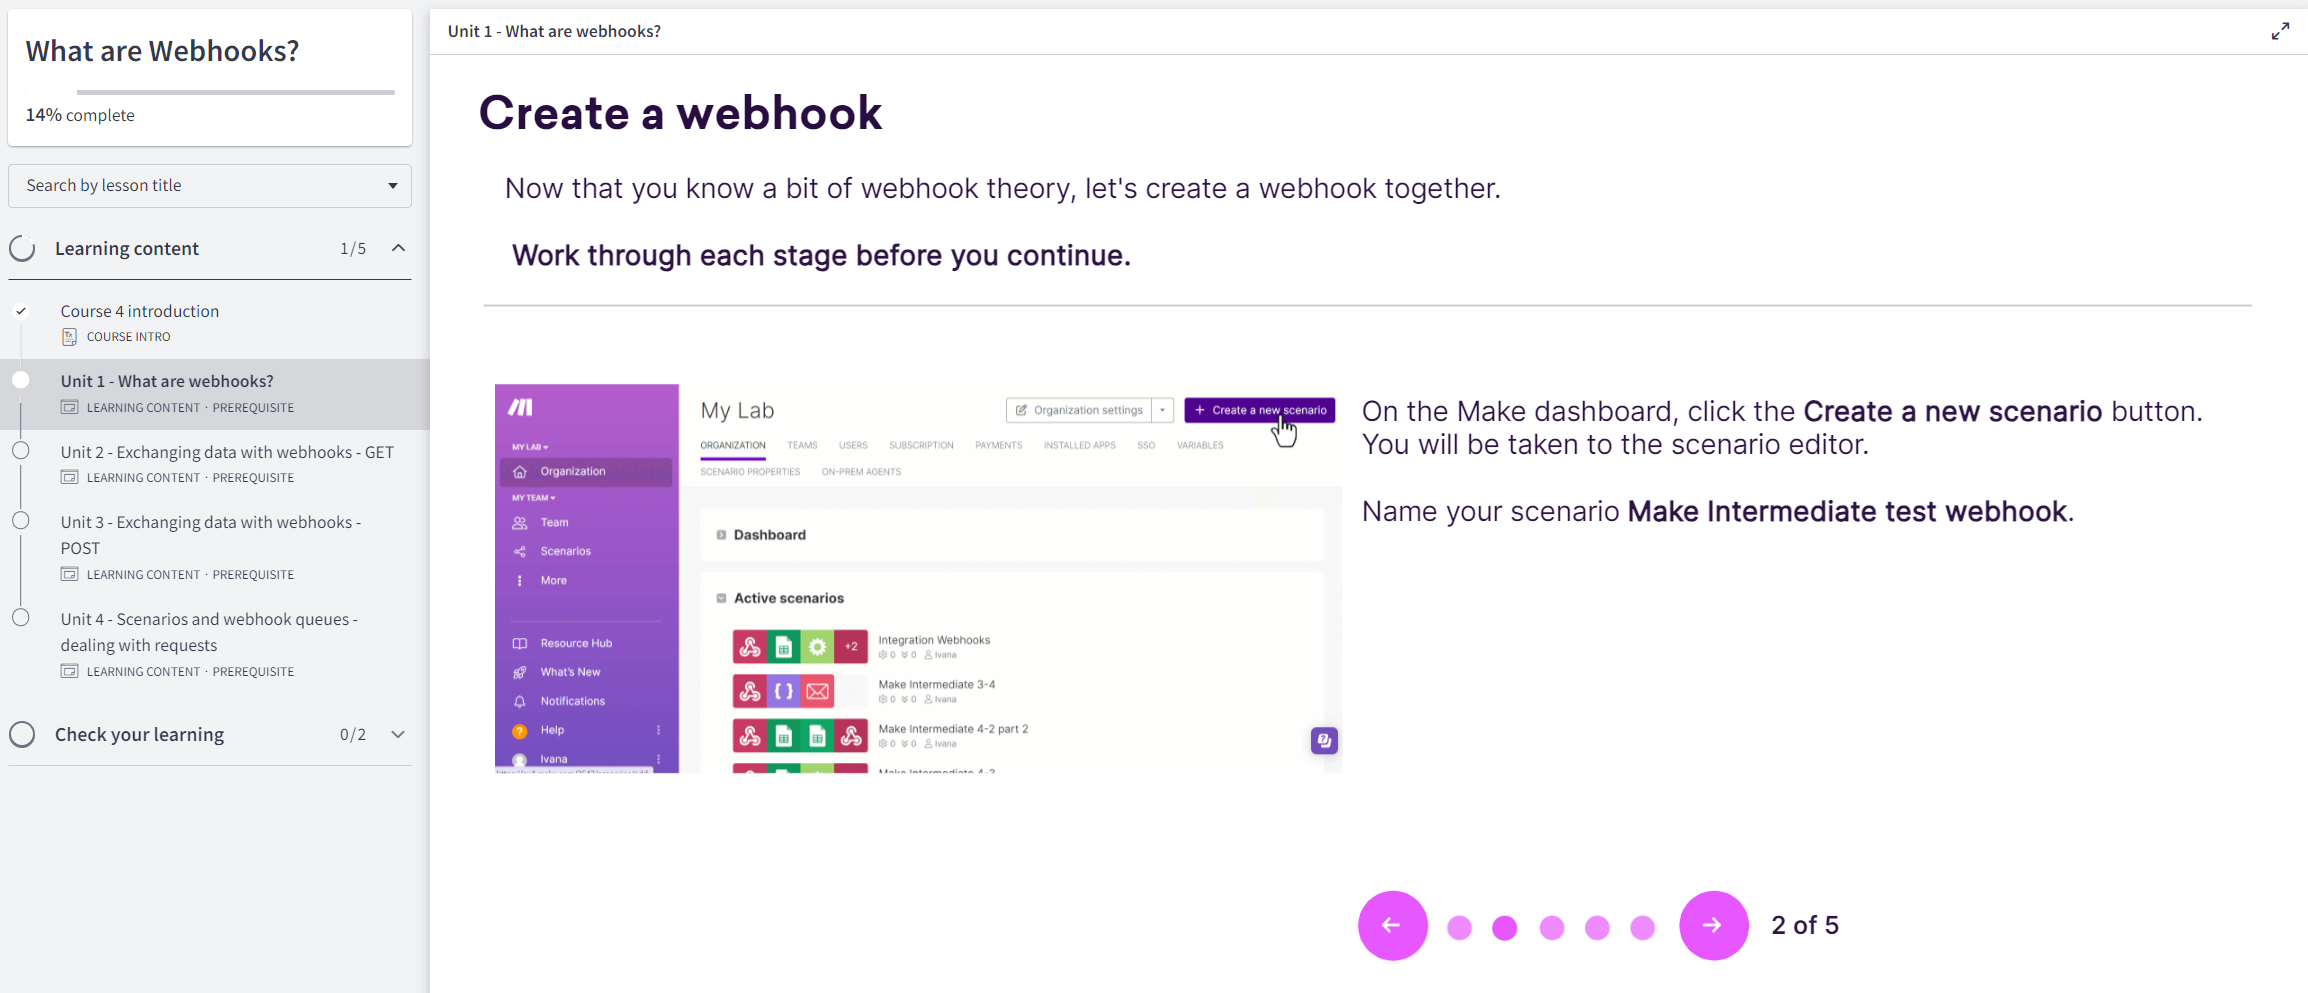 What are Webhooks?
14% complete
Search by lesson title
Learning content 1/5
Course 4 introduction
COURSE INTRO
Unit 1 - What are webhooks?
LEARNING CONTENT · PREREQUISITE
Unit 2 - Exchanging data with webhooks - GET
LEARNING CONTENT · PREREQUISITE
Unit 3 - Exchanging data with webhooks -
POST
LEARNING CONTENT · PREREQUISITE
Unit 4 - Scenarios and webhook queues -
dealing with requests
LEARNING CONTENT · PREREQUISITE
Check your learning 0/2
Unit 1 - What are webhooks?
Create a webhook
Now that you know a bit of webhook theory, let's create a webhook together.
Work through each stage before you continue.
MY LAB
Organization
MY TEAM
Team
Scenarios
More
Resource Hub
What's New
Notifications
Help
Ivana
My Lab
Organization settings
+ Create a new scenario
ORGANIZATION TEAMS USERS SUBSCRIPTION PAYMENTS INSTALLED APPS SSO VARIABLES
SCENARIO PROPERTIES ON-PREM AGENTS
Dashboard
Active scenarios
+2
Integration Webhooks
0 0 Ivana
Make Intermediate 3-4
0 0 Ivana
Make Intermediate 4-2 part 2
0 0 Ivana
On the Make dashboard, click the Create a new scenario button.
You will be taken to the scenario editor.
Name your scenario Make Intermediate test webhook.
2 of 5